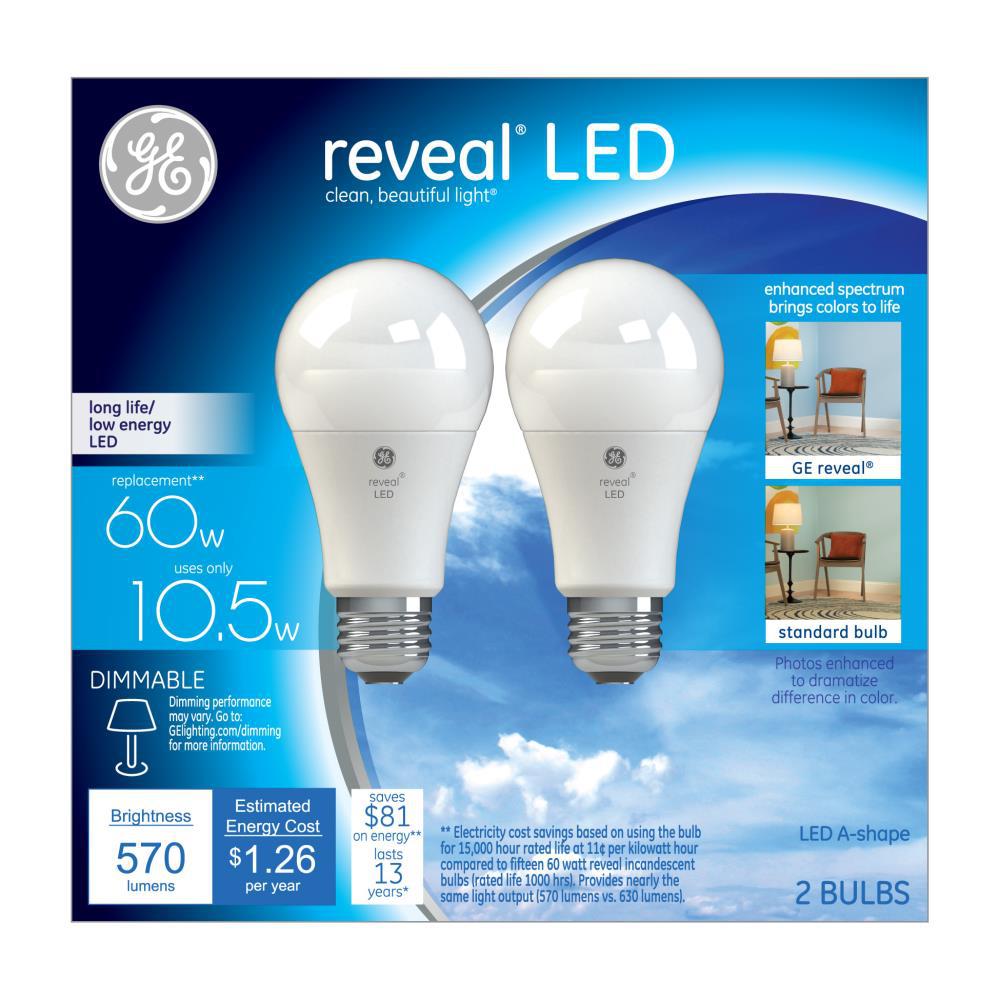 GE
reveal® LED
clean, beautiful light®
enhanced spectrum
brings colors to life
GE reveal®
standard bulb
Photos enhanced
to dramatize
difference in color.
long life/
low energy
LED
replacement**
60w
uses only
10.5w
GE
reveal®
LED
GE
reveal®
LED
DIMMABLE
Dimming performance
may vary. Go to:
GElighting.com/dimming
for more information.
Brightness
570
lumens
Estimated
Energy Cost
$1.26
per year
saves
$81
on energy**
lasts
13
years*
** Electricity cost savings based on using the bulb
for 15,000 hour rated life at 11¢ per kilowatt hour
compared to fifteen 60 watt reveal incandescent
bulbs (rated life 1000 hrs). Provides nearly the
same light output (570 lumens vs. 630 lumens).
LED A-shape
2 BULBS